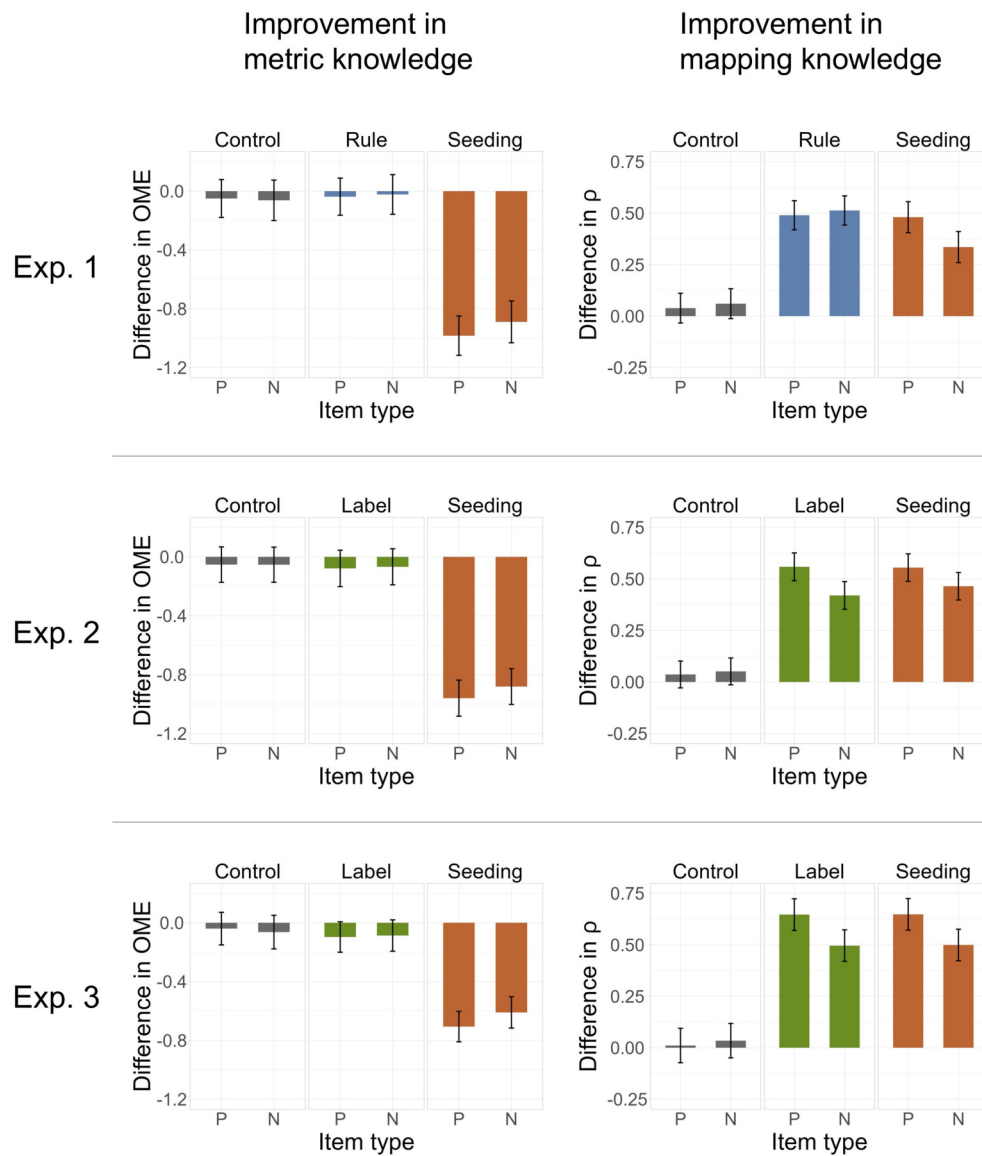 Improvement in
metric knowledge
Improvement in
mapping knowledge
Exp. 1
Control Rule Seeding
Difference in OME
0.0
-0.4
-0.8
-1.2
P N P N P N
Item type
Control Rule Seeding
Difference in ρ
0.75
0.50
0.25
0.00
-0.25
P N P N P N
Item type
Exp. 2
Control Label Seeding
Difference in OME
0.0
-0.4
-0.8
-1.2
P N P N P N
Item type
Control Label Seeding
Difference in ρ
0.75
0.50
0.25
0.00
-0.25
P N P N P N
Item type
Exp. 3
Control Label Seeding
Difference in OME
0.0
-0.4
-0.8
-1.2
P N P N P N
Item type
Control Label Seeding
Difference in ρ
0.75
0.50
0.25
0.00
-0.25
P N P N P N
Item type